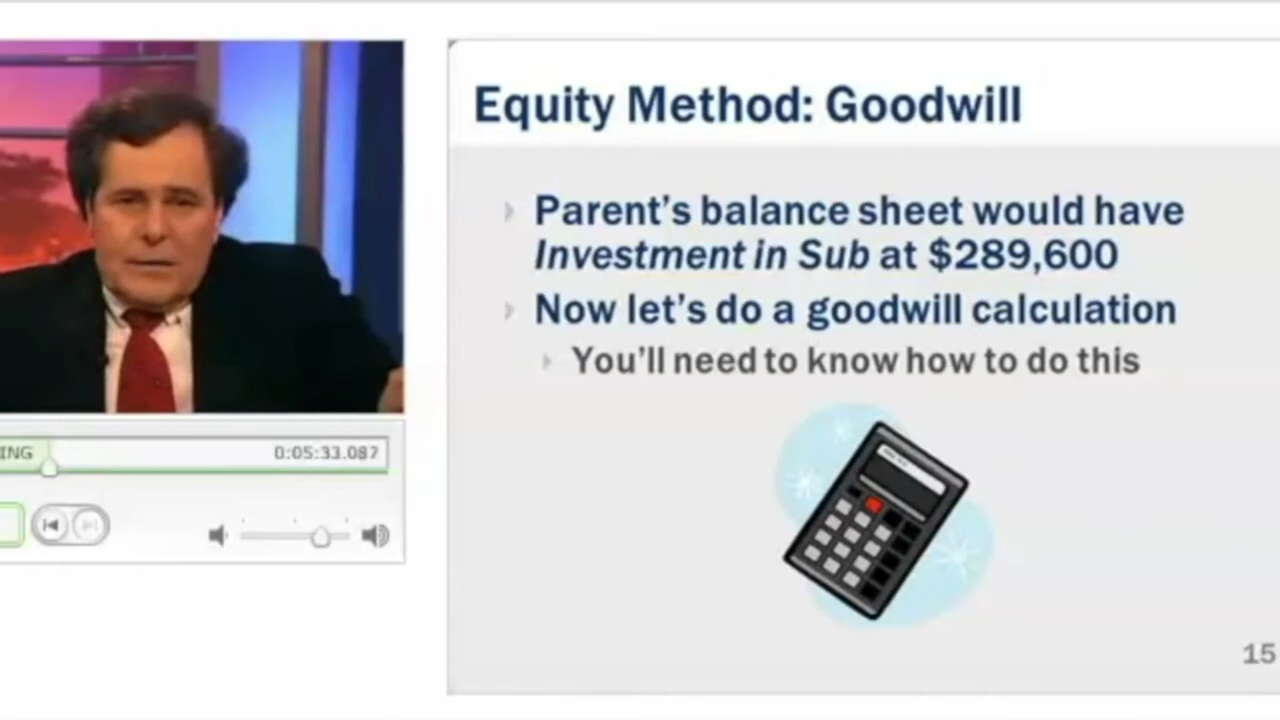 Equity Method: Goodwill
Parent's balance sheet would have
Investment in Sub at $289,600
Now let's do a goodwill calculation
You'll need to know how to do this
ING
0:05:33.087
15